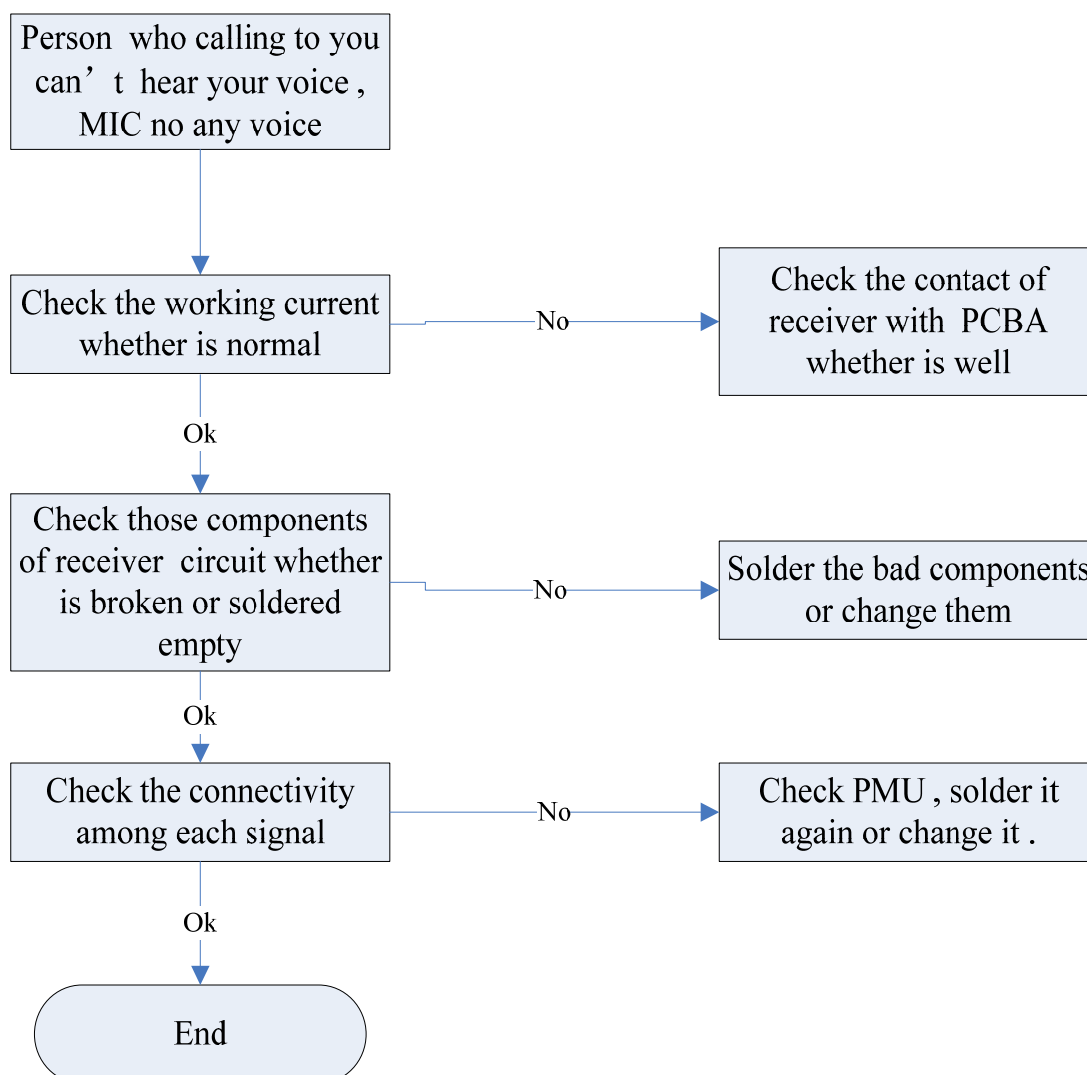 Person who calling to you
can’t hear your voice ,
MIC no any voice
Check the working current
whether is normal
No
Check the contact of
receiver with PCBA
whether is well
Ok
Check those components
of receiver circuit whether
is broken or soldered
empty
No
Solder the bad components
or change them
Ok
Check the connectivity
among each signal
No
Check PMU , solder it
again or change it .
Ok
End